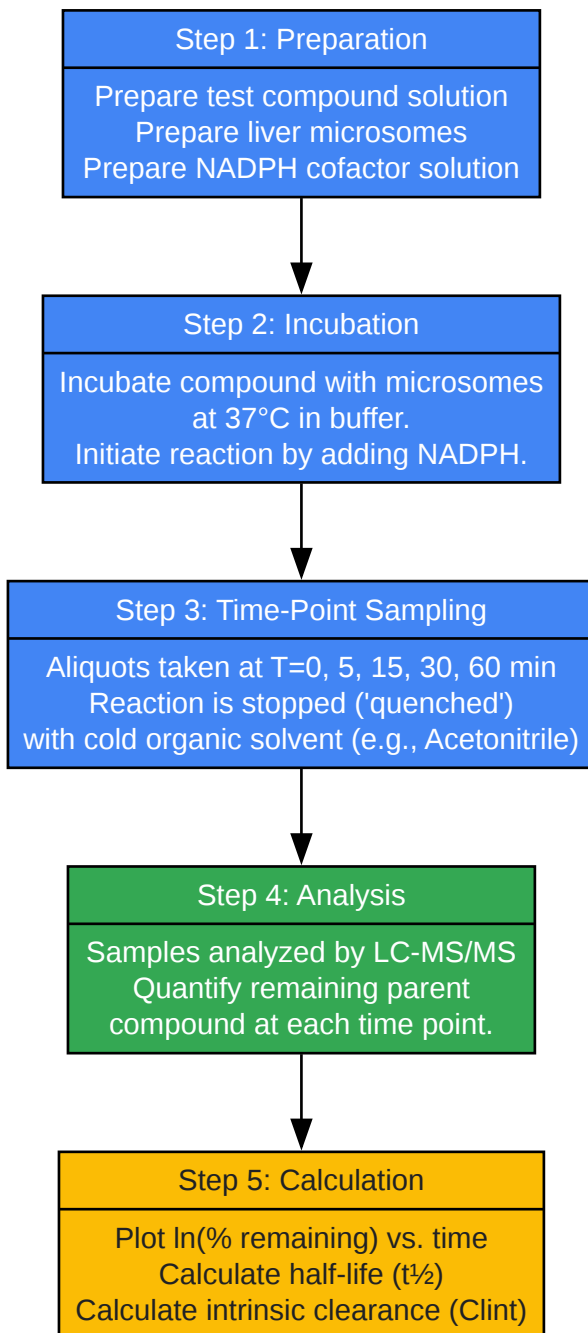 Step 1: Preparation
Prepare test compound solution
Prepare liver microsomes
Prepare NADPH cofactor solution
Step 2: Incubation
Incubate compound with microsomes
at 37°C in buffer.
Initiate reaction by adding NADPH.
Step 3: Time-Point Sampling
Aliquots taken at T=0, 5, 15, 30, 60 min
Reaction is stopped ('quenched')
with cold organic solvent (e.g., Acetonitrile)
Step 4: Analysis
Samples analyzed by LC-MS/MS
Quantify remaining parent
compound at each time point.
Step 5: Calculation
Plot ln(% remaining) vs. time
Calculate half-life (t½)
Calculate intrinsic clearance (Clint)